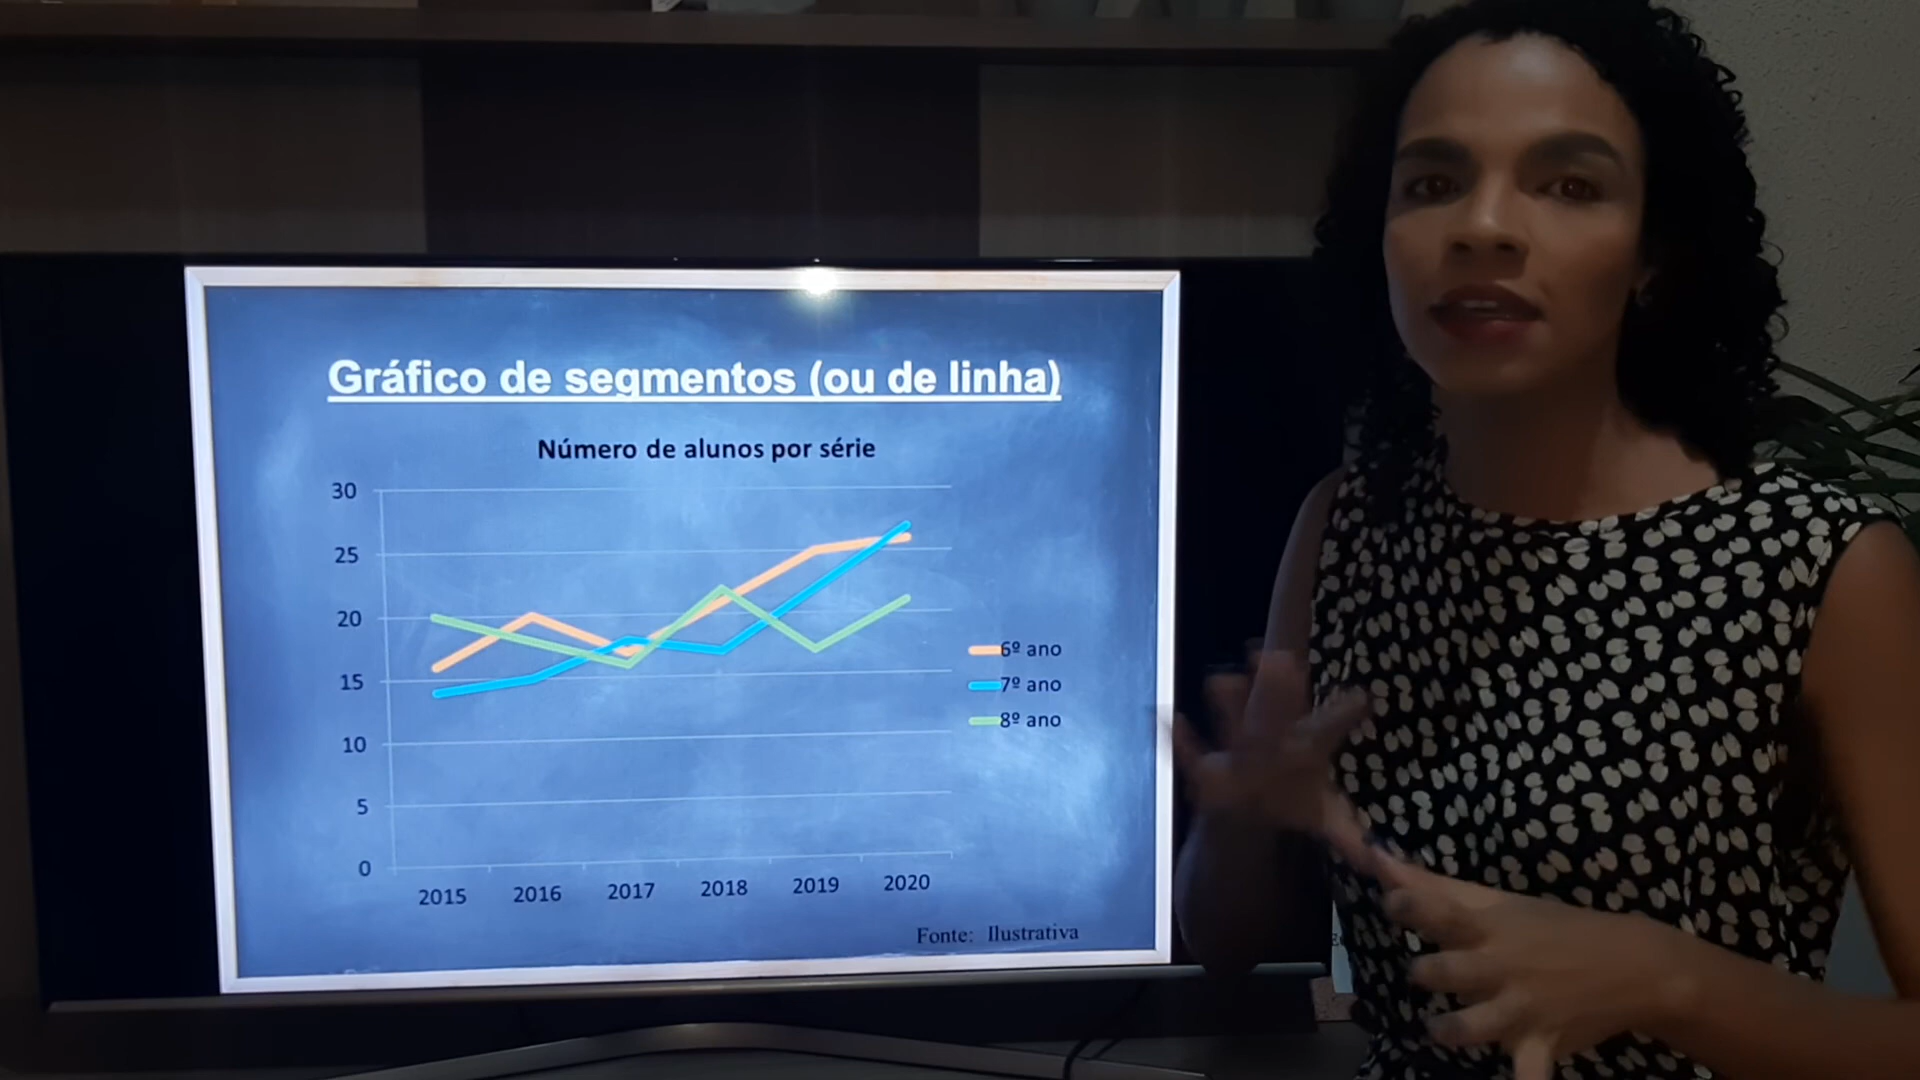 Gráfico de segmentos (ou de linha)
Número de alunos por série
30
25
20
15
10
5
0
2015 2016 2017 2018 2019 2020
6º ano
7º ano
8º ano
Fonte: Ilustrativa